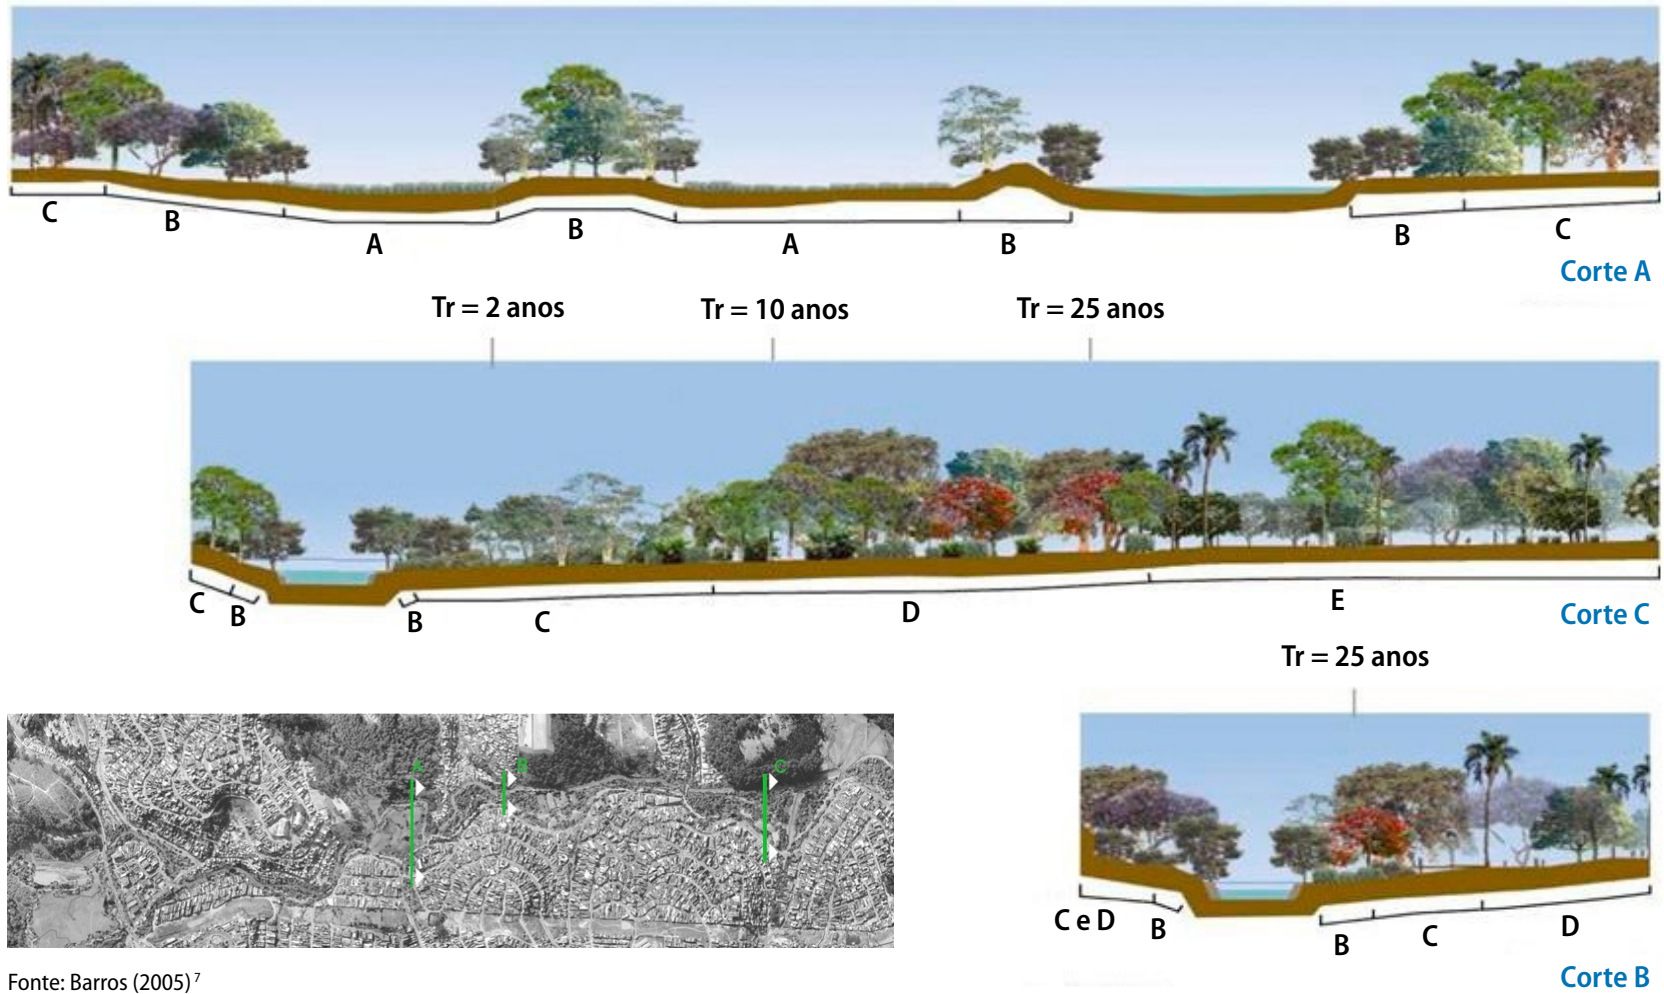 C
B
A
B
A
B
B
C
Corte A
Tr = 2 anos
Tr = 10 anos
Tr = 25 anos
C
B
B
C
D
E
Corte C
Tr = 25 anos
A
B
C
C e D
B
B
C
D
Corte B
Fonte: Barros (2005) 7